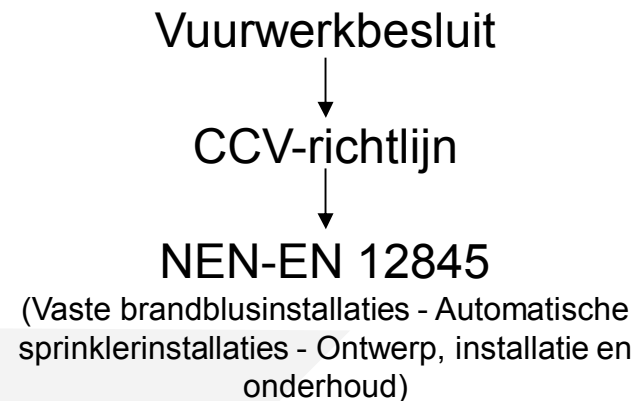 Vuurwerkbesluit
CCV-richtlijn
NEN-EN 12845
(Vaste brandblusinstallaties - Automatische
sprinklerinstallaties - Ontwerp, installatie en
onderhoud)